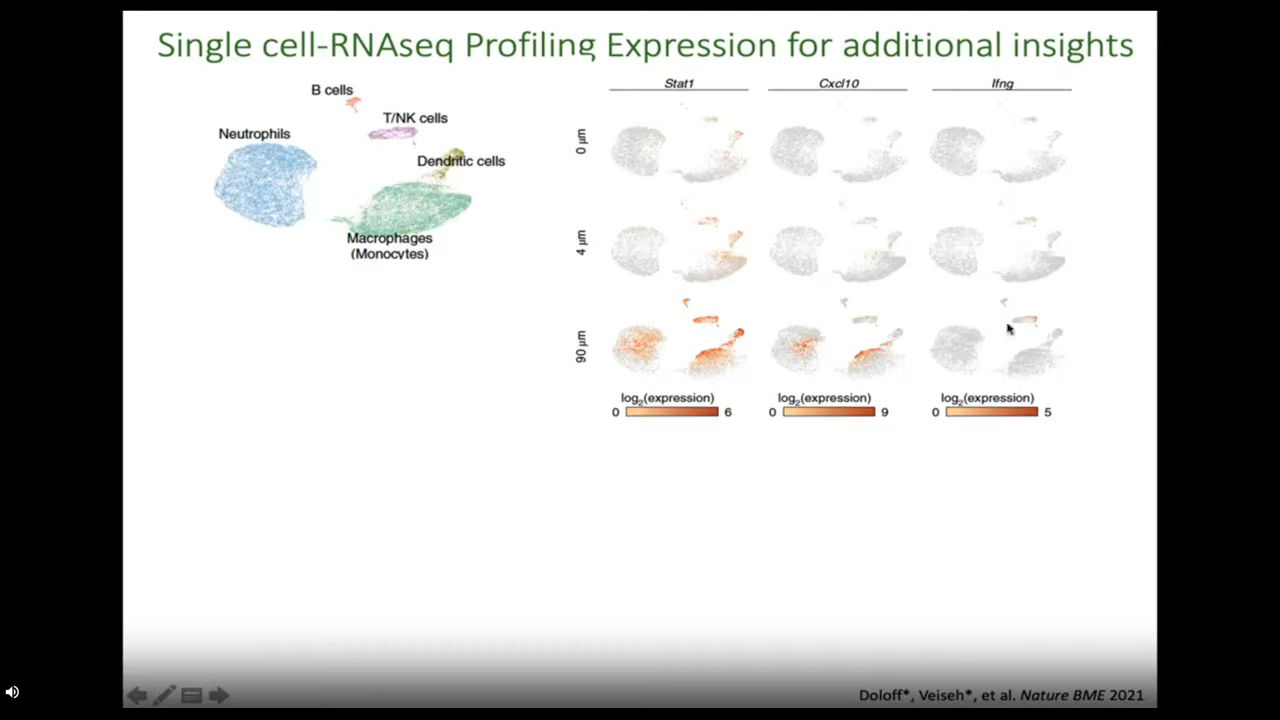 Single cell-RNAseq Profiling Expression for additional insights
B cells
T/NK cells
Neutrophils
Dendritic cells
Macrophages
(Monocytes)
Stat1 Cxcl10 Ifng
0 μm
4 μm
90 μm
log2(expression) log2(expression) log2(expression)
0 6 0 9 0 5
Doloff*, Veiseh*, et al. Nature BME 2021